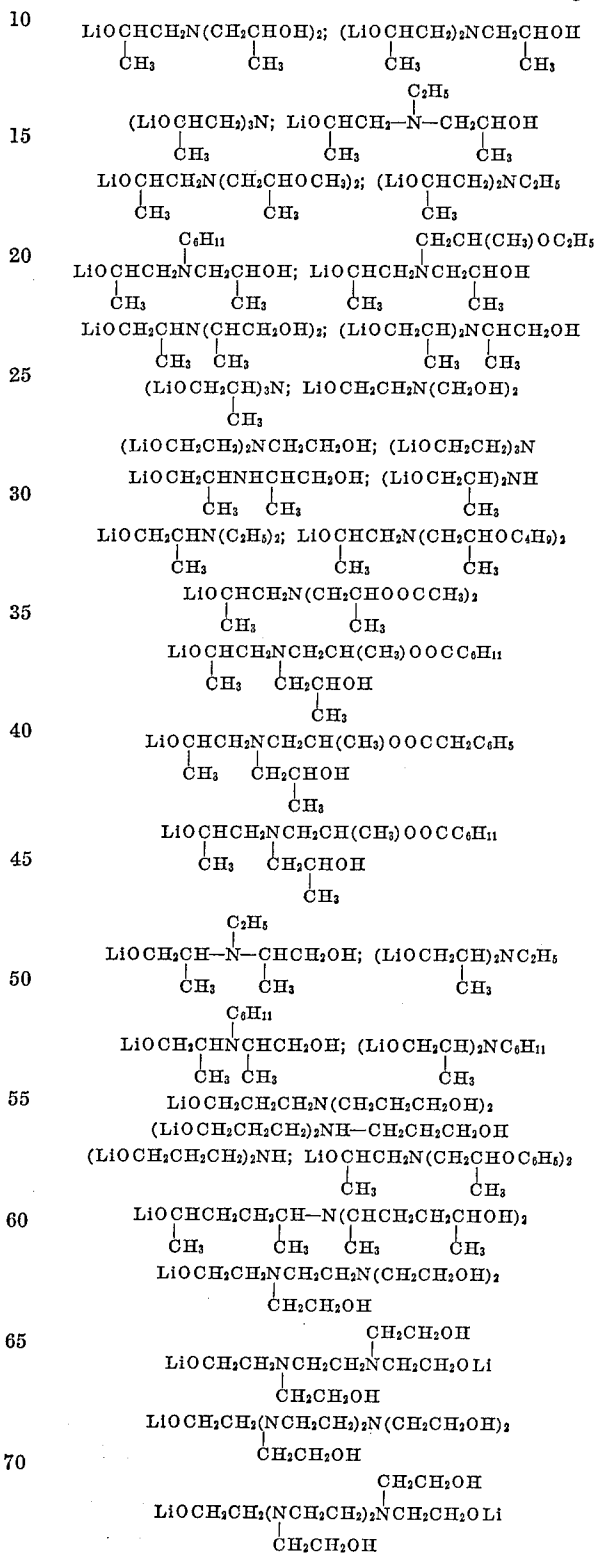 10
LiOCHCH2N(CH2CHOH)2; (LiOCHCH2)2NCH2CHOH
CH3 CH3 CH3 CH3
C2H5
15
(LiOCHCH2)3N; LiOCHCH2—N—CH2CHOH
CH3 CH3 CH3
LiOCHCH2N(CH2CHOCH3)2; (LiOCHCH2)2NC2H5
CH3 CH3 CH3
C6H11 CH2CH(CH3)OC2H5
20
LiOCHCH2NCH2CHOH; LiOCHCH2NCH2CHOH
CH3 CH3 CH3 CH3
LiOCH2CHN(CHCH2OH)2; (LiOCH2CH)2NCHCH2OH
CH3 CH3 CH3 CH3
25
(LiOCH2CH)3N; LiOCH2CH2N(CH2OH)2
CH3
(LiOCH2CH2)2NCH2CH2OH; (LiOCH2CH2)3N
LiOCH2CHNHCHCH2OH; (LiOCH2CH)2NH
30
CH3 CH3 CH3
LiOCH2CHN(C2H5)2; LiOCHCH2N(CH2CHOC4H9)2
CH3 CH3 CH3
LiOCHCH2N(CH2CHOOCCH3)2
35
CH3 CH3
LiOCHCH2NCH2CH(CH3)OOCC6H11
CH3 CH2CHOH
CH3
40
LiOCHCH2NCH2CH(CH3)OOCCH2C6H5
CH3 CH2CHOH
CH3
LiOCHCH2NCH2CH(CH3)OOCC6H11
45
CH3 CH2CHOH
CH3
C2H5
LiOCH2CH—N—CHCH2OH; (LiOCH2CH)2NC2H5
50
CH3 CH3 CH3
C6H11
LiOCH2CHNCHCH2OH; (LiOCH2CH)2NC6H11
CH3 CH3 CH3
55
LiOCH2CH2CH2N(CH2CH2CH2OH)2
(LiOCH2CH2CH2)2NH—CH2CH2CH2OH
(LiOCH2CH2CH2)2NH; LiOCHCH2N(CH2CHOC6H5)2
CH3 CH3
60
LiOCHCH2CH2CH—N(CHCH2CH2CHOH)2
CH3 CH3 CH3 CH3
LiOCH2CH2NCH2CH2N(CH2CH2OH)2
CH2CH2OH
65
CH2CH2OH
LiOCH2CH2NCH2CH2NCH2CH2OLi
CH2CH2OH
LiOCH2CH2(NCH2CH2)2N(CH2CH2OH)2
70
CH2CH2OH
CH2CH2OH
LiOCH2CH2(NCH2CH2)2NCH2CH2OLi
CH2CH2OH